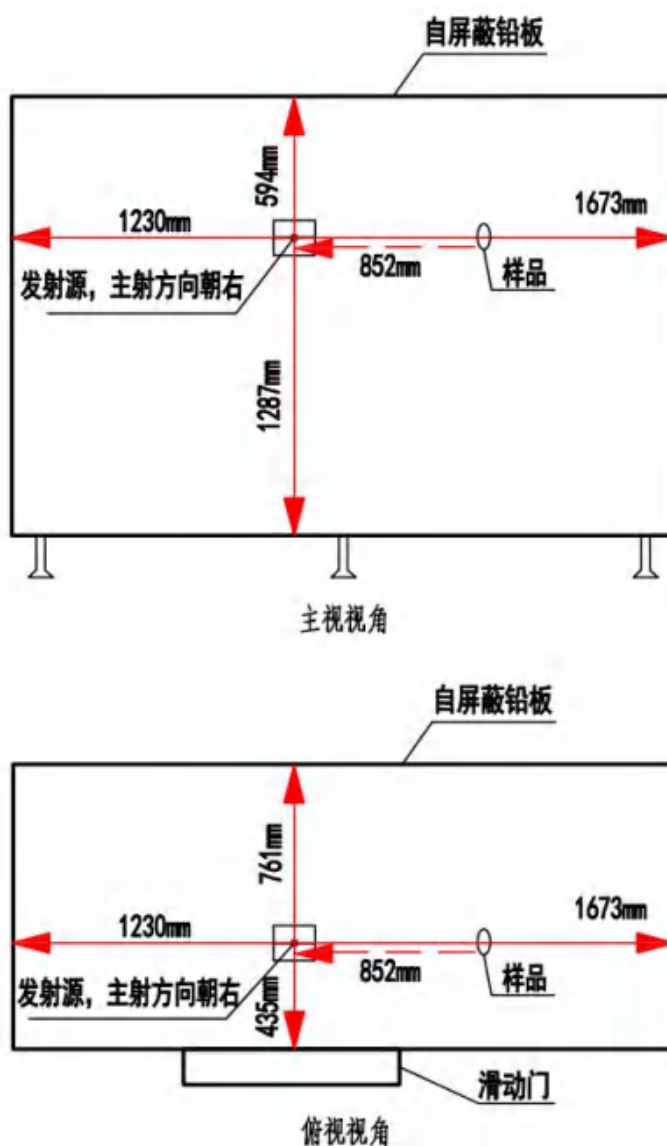 自屏蔽铅板
594mm
1230mm
1673mm
852mm
发射源，主射方向朝右
样品
1287mm
主视视角
自屏蔽铅板
761mm
1230mm
1673mm
852mm
发射源，主射方向朝右
样品
435mm
滑动门
俯视视角